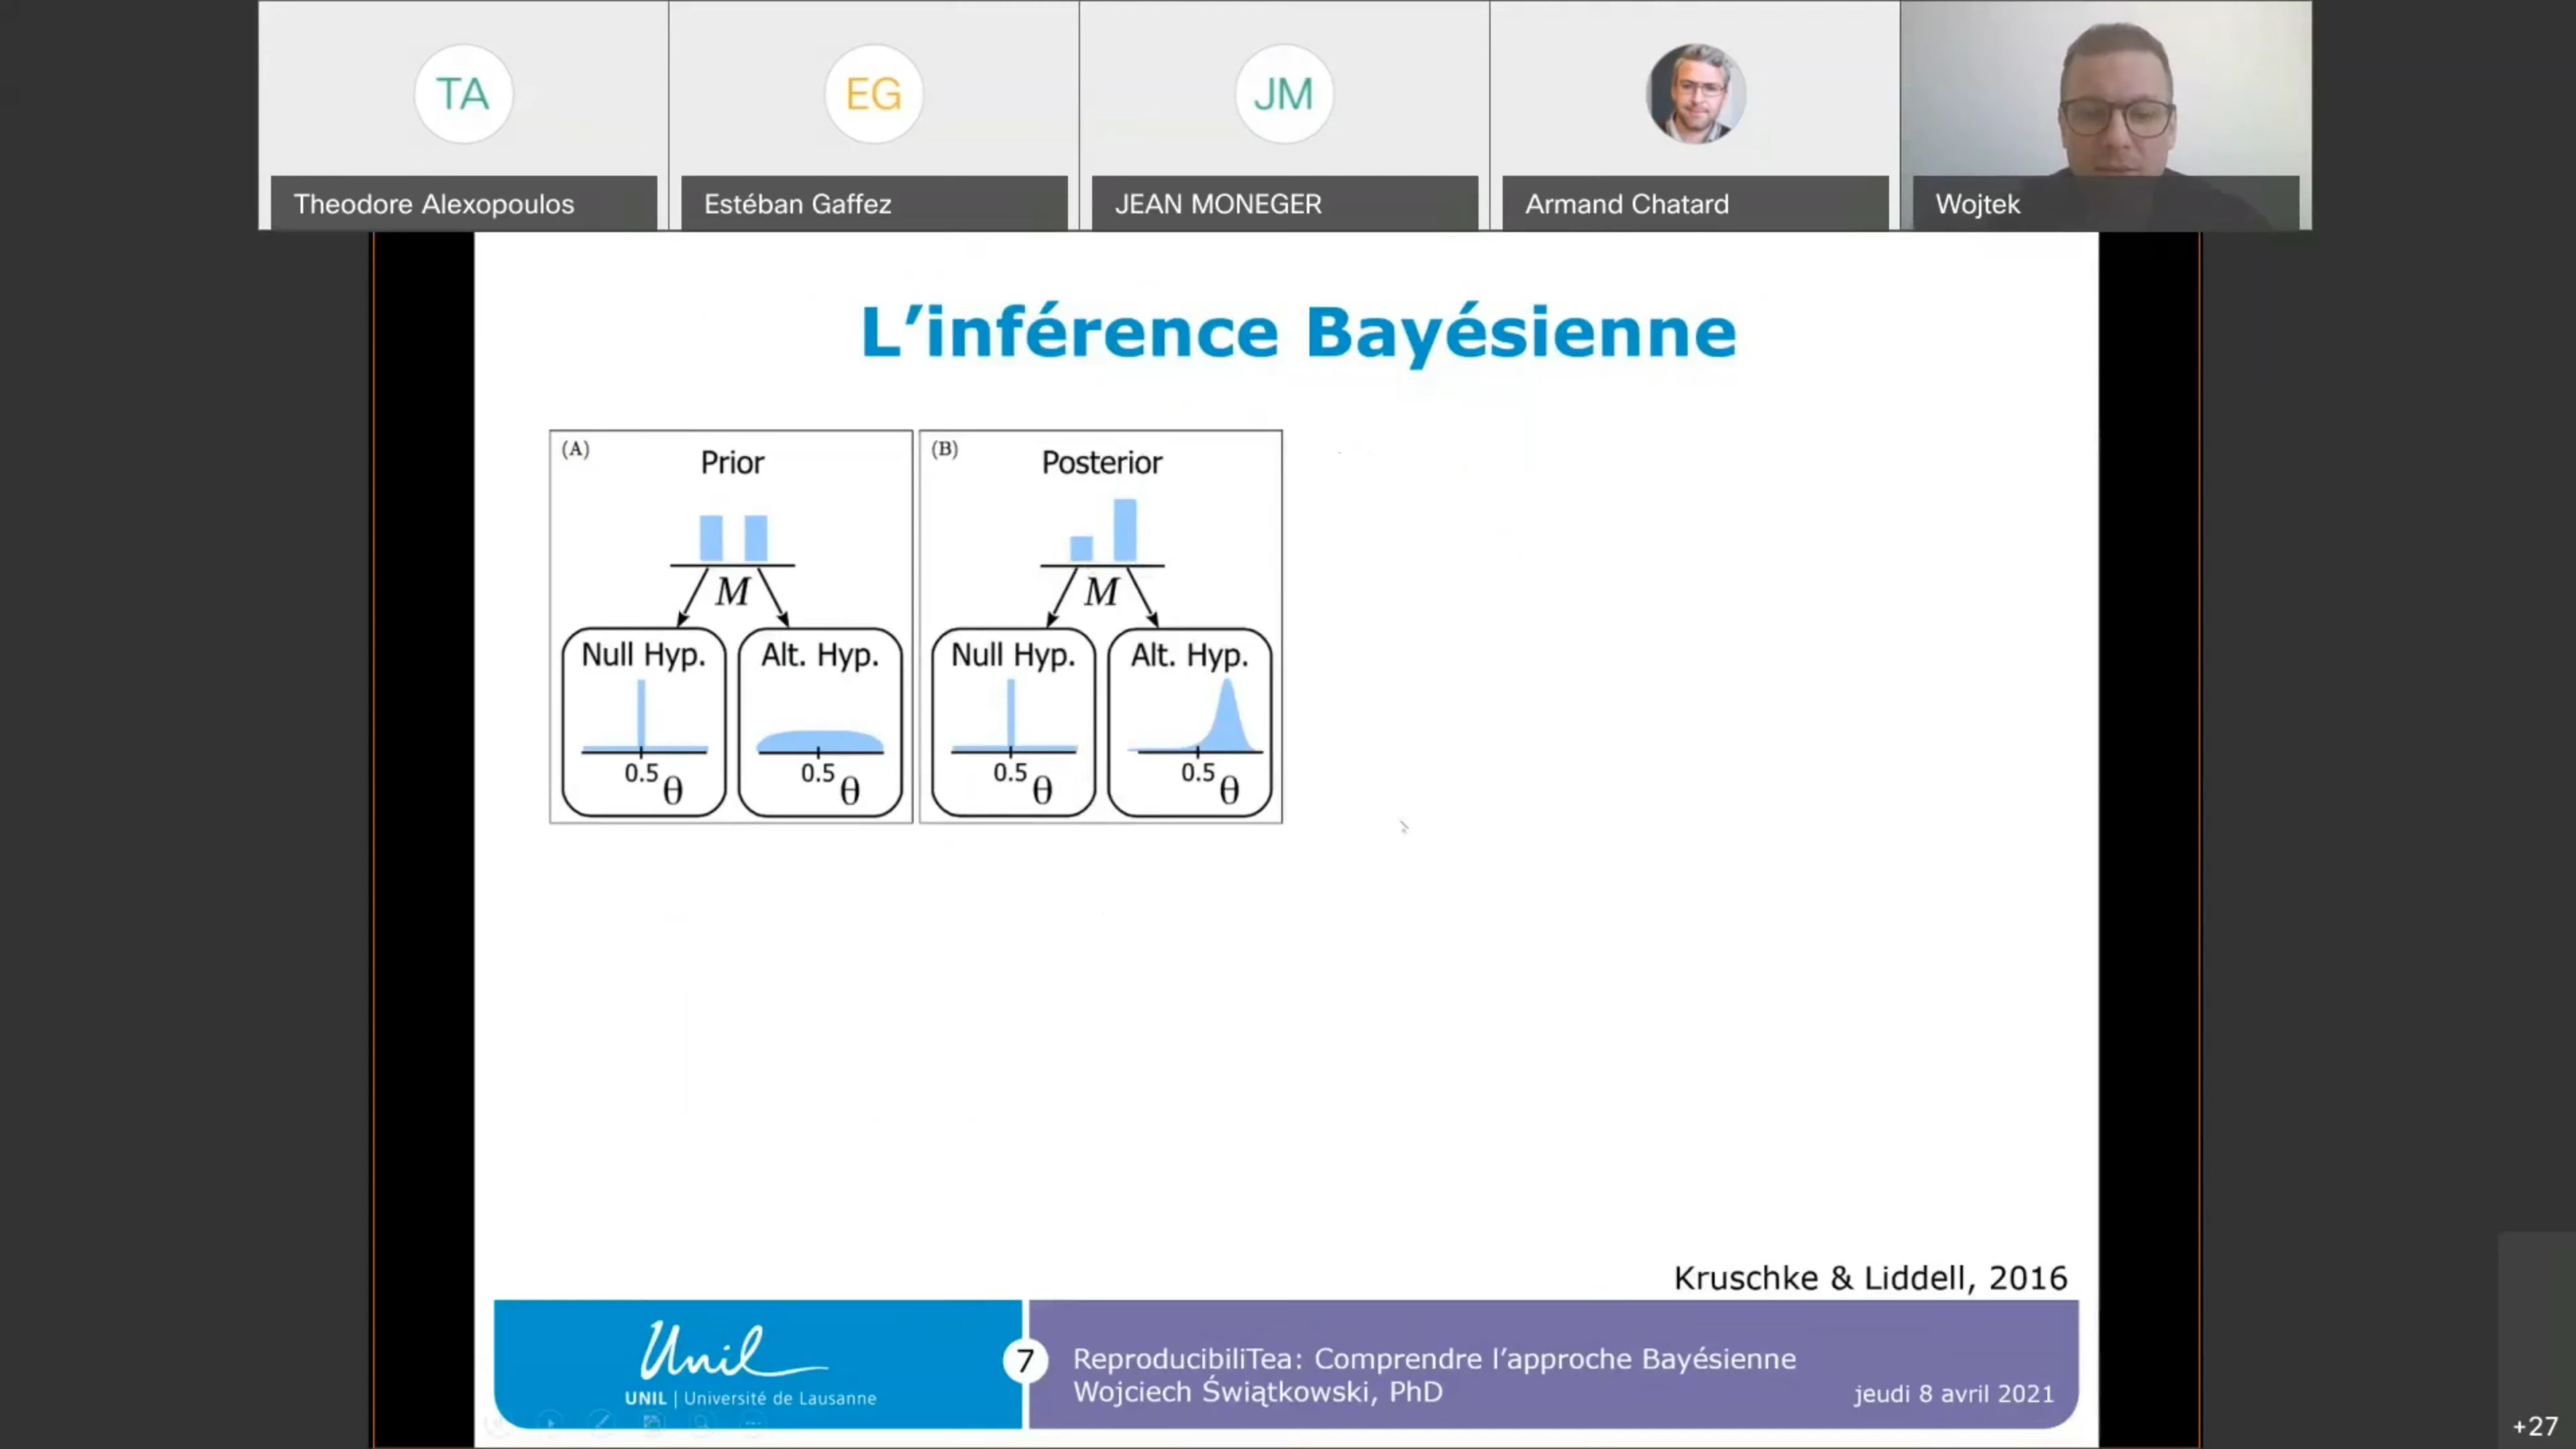 TA
EG
JM
Theodore Alexopoulos
Estéban Gaffez
JEAN MONEGER
Armand Chatard
Wojtek
L’inférence Bayésienne
(A)
Prior
M
Null Hyp.
0.5
θ
Alt. Hyp.
0.5
θ
(B)
Posterior
M
Null Hyp.
0.5
θ
Alt. Hyp.
0.5
θ
Kruschke & Liddell, 2016
Unil
UNIL | Université de Lausanne
7
ReproducibiliTea: Comprendre l’approche Bayésienne
Wojciech Świątkowski, PhD
jeudi 8 avril 2021
+27